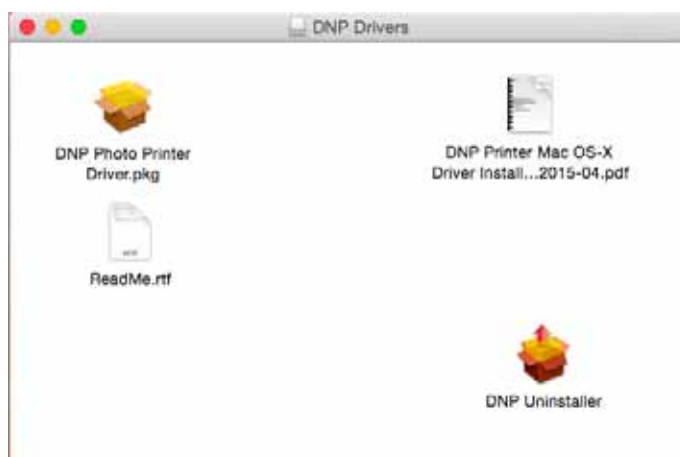 DNP Drivers
DNP Photo Printer
Driver.pkg
DNP Printer Mac OS-X
Driver Install...2015-04.pdf
ReadMe.rtf
DNP Uninstaller